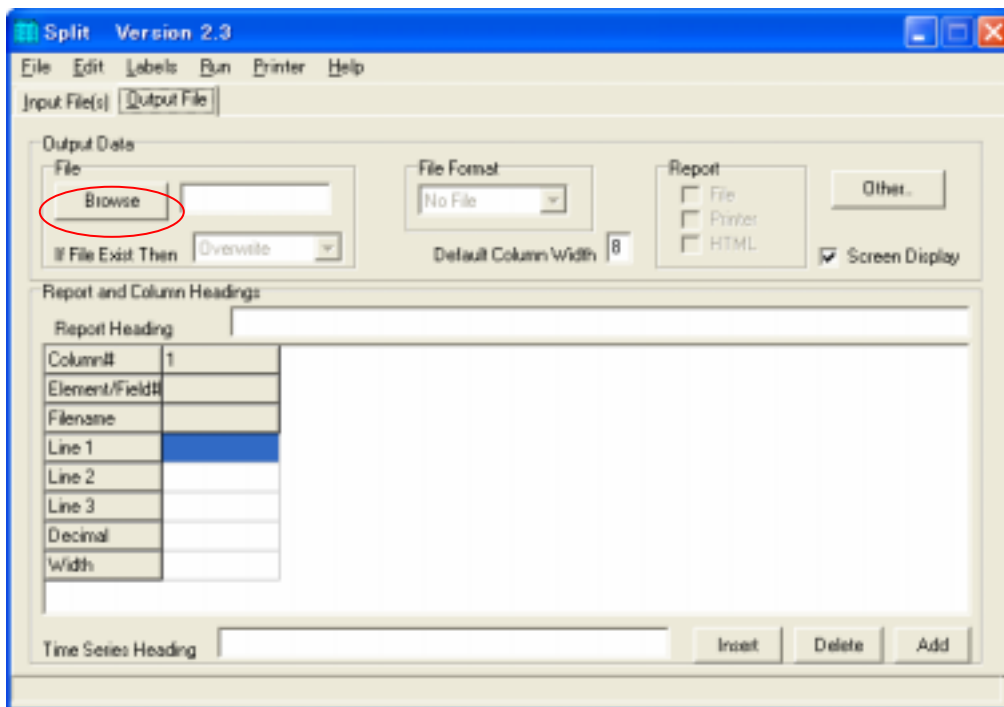 Split Version 2.3
File Edit Labels Run Printer Help
Input File(s) Output File
Output Data
File
Browse
If File Exist Then Overwrite
File Format
No File
Default Column Width 8
Report
File
Printer
HTML
Other..
Screen Display
Report and Column Headings
Report Heading
Column# 1
Element/Field#
Filename
Line 1
Line 2
Line 3
Decimal
Width
Time Series Heading
Insert Delete Add